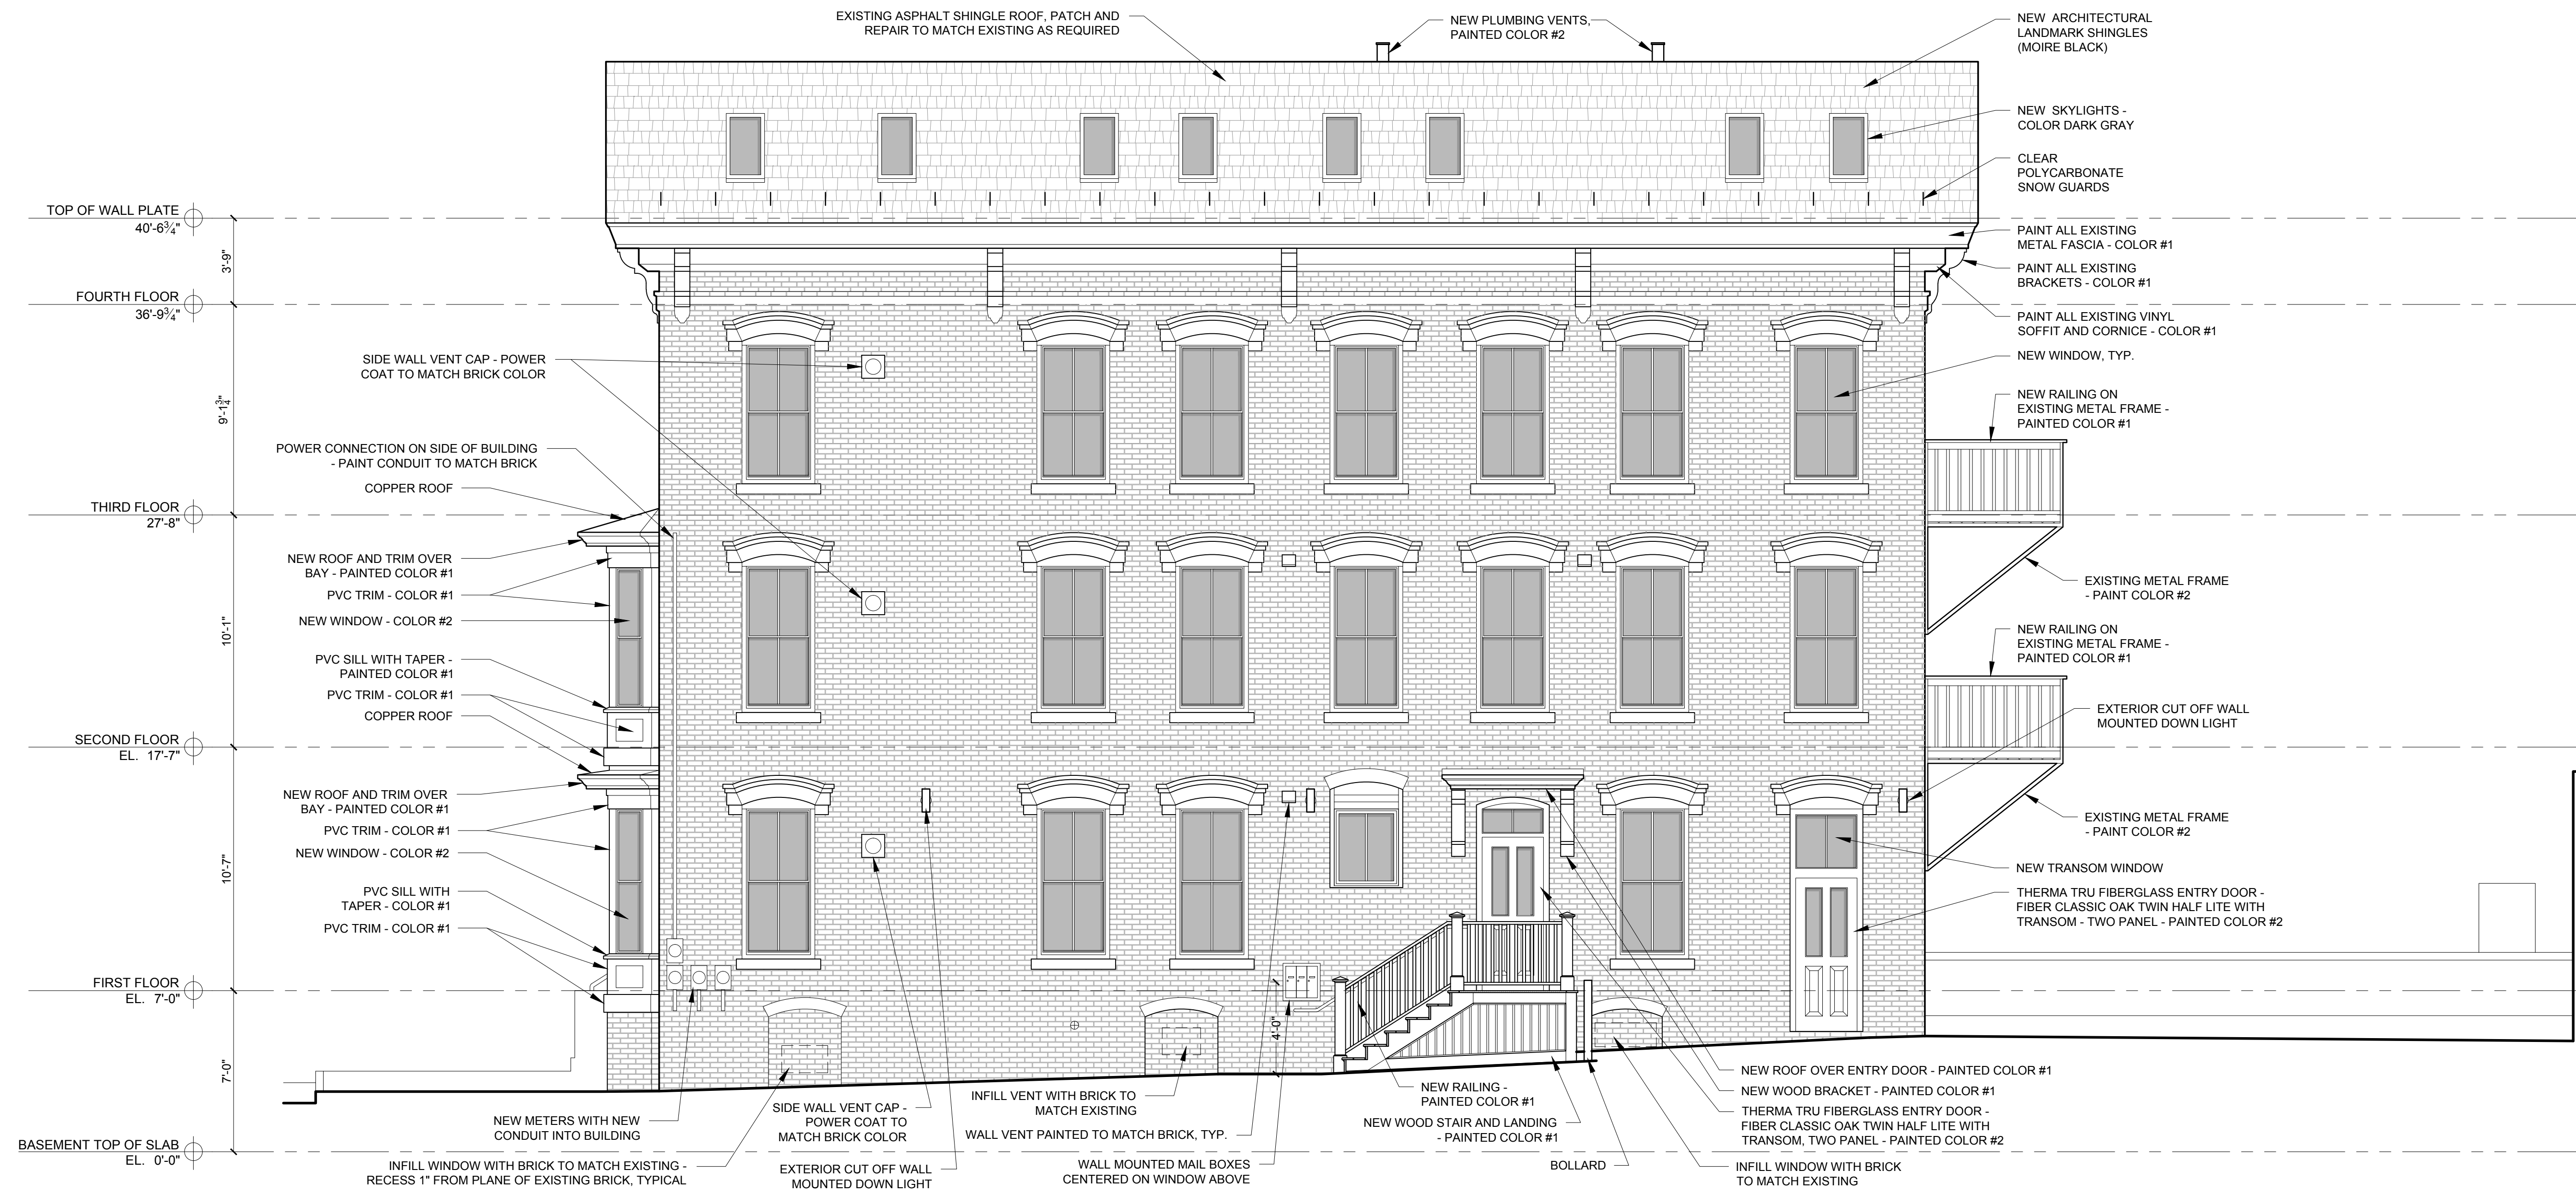 EXISTING ASPHALT SHINGLE ROOF, PATCH AND
REPAIR TO MATCH EXISTING AS REQUIRED
NEW PLUMBING VENTS,
PAINTED COLOR #2
NEW ARCHITECTURAL
LANDMARK SHINGLES
(MOIRE BLACK)
NEW SKYLIGHTS -
COLOR DARK GRAY
CLEAR
POLYCARBONATE
SNOW GUARDS
TOP OF WALL PLATE
40'-6¾"
3'-9"
FOURTH FLOOR
36'-9¾"
9'-1¾"
THIRD FLOOR
27'-8"
10'-1"
SECOND FLOOR
EL. 17'-7"
10'-7"
FIRST FLOOR
EL. 7'-0"
7'-0"
BASEMENT TOP OF SLAB
EL. 0'-0"
SIDE WALL VENT CAP - POWER
COAT TO MATCH BRICK COLOR
POWER CONNECTION ON SIDE OF BUILDING
- PAINT CONDUIT TO MATCH BRICK
COPPER ROOF
NEW ROOF AND TRIM OVER
BAY - PAINTED COLOR #1
PVC TRIM - COLOR #1
NEW WINDOW - COLOR #2
PVC SILL WITH TAPER -
PAINTED COLOR #1
PVC TRIM - COLOR #1
COPPER ROOF
NEW ROOF AND TRIM OVER
BAY - PAINTED COLOR #1
PVC TRIM - COLOR #1
NEW WINDOW - COLOR #2
PVC SILL WITH
TAPER - COLOR #1
PVC TRIM - COLOR #1
PAINT ALL EXISTING
METAL FASCIA - COLOR #1
PAINT ALL EXISTING
BRACKETS - COLOR #1
PAINT ALL EXISTING VINYL
SOFFIT AND CORNICE - COLOR #1
NEW WINDOW, TYP.
NEW RAILING ON
EXISTING METAL FRAME -
PAINTED COLOR #1
EXISTING METAL FRAME
- PAINT COLOR #2
NEW RAILING ON
EXISTING METAL FRAME -
PAINTED COLOR #1
EXTERIOR CUT OFF WALL
MOUNTED DOWN LIGHT
EXISTING METAL FRAME
- PAINT COLOR #2
NEW TRANSOM WINDOW
THERMA TRU FIBERGLASS ENTRY DOOR -
FIBER CLASSIC OAK TWIN HALF LITE WITH
TRANSOM - TWO PANEL - PAINTED COLOR #2
4'-0"
NEW METERS WITH NEW
CONDUIT INTO BUILDING
INFILL WINDOW WITH BRICK TO MATCH EXISTING -
RECESS 1" FROM PLANE OF EXISTING BRICK, TYPICAL
SIDE WALL VENT CAP -
POWER COAT TO
MATCH BRICK COLOR
EXTERIOR CUT OFF WALL
MOUNTED DOWN LIGHT
INFILL VENT WITH BRICK TO
MATCH EXISTING
WALL VENT PAINTED TO MATCH BRICK, TYP.
WALL MOUNTED MAIL BOXES
CENTERED ON WINDOW ABOVE
NEW RAILING -
PAINTED COLOR #1
NEW WOOD STAIR AND LANDING
- PAINTED COLOR #1
BOLLARD
NEW ROOF OVER ENTRY DOOR - PAINTED COLOR #1
NEW WOOD BRACKET - PAINTED COLOR #1
THERMA TRU FIBERGLASS ENTRY DOOR -
FIBER CLASSIC OAK TWIN HALF LITE WITH
TRANSOM, TWO PANEL - PAINTED COLOR #2
INFILL WINDOW WITH BRICK
TO MATCH EXISTING